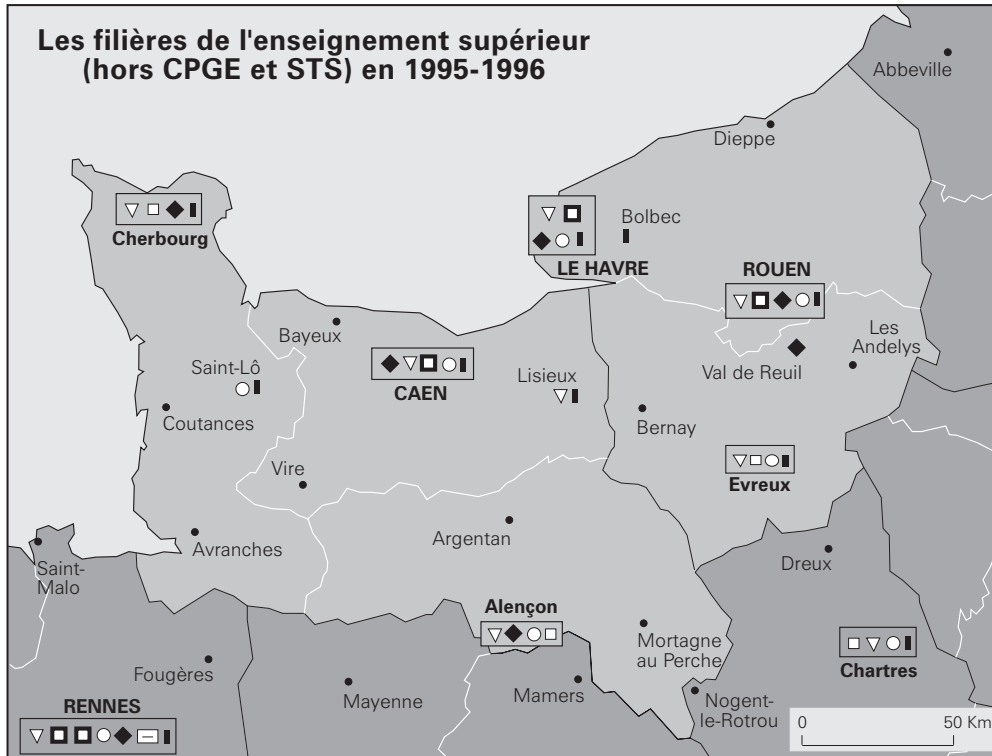 Les filières de l'enseignement supérieur
(hors CPGE et STS) en 1995-1996
Abbeville
Dieppe
Cherbourg
Bolbec
LE HAVRE
ROUEN
Bayeux
Les
Andelys
Saint-Lô
CAEN
Lisieux
Val de Reuil
Coutances
Bernay
Vire
Evreux
Saint-
Malo
Avranches
Argentan
Dreux
Alençon
Mortagne
au Perche
Chartres
Fougères
Mayenne
Mamers
Nogent-
le-Rotrou
RENNES
0
50 Km